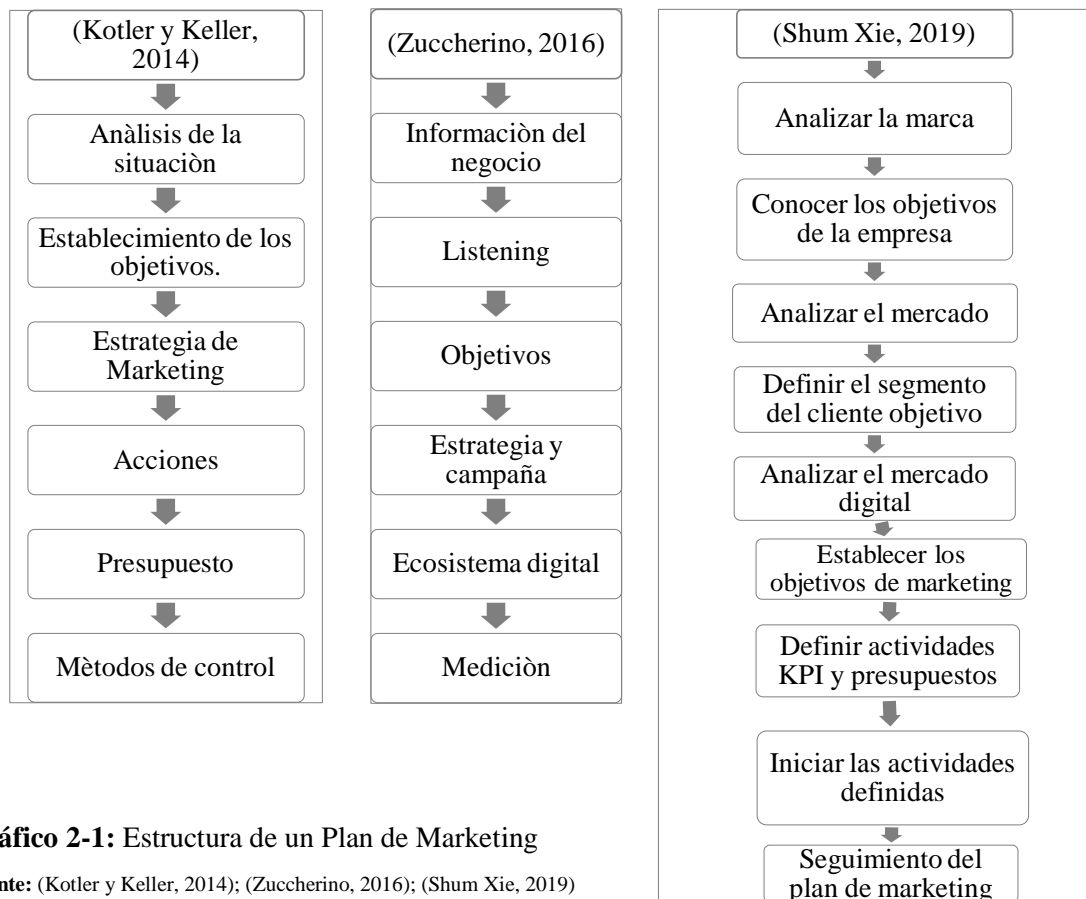 (Kotler y Keller,
2014)
Anàlisis de la
situaciòn
Establecimiento de los
objetivos.
Estrategia de
Marketing
Acciones
Presupuesto
Mètodos de control
(Zuccherino, 2016)
Informaciòn del
negocio
Listening
Objetivos
Estrategia y
campaña
Ecosistema digital
Mediciòn
(Shum Xie, 2019)
Analizar la marca
Conocer los objetivos
de la empresa
Analizar el mercado
Definir el segmento
del cliente objetivo
Analizar el mercado
digital
Establecer los
objetivos de marketing
Definir actividades
KPI y presupuestos
Iniciar las actividades
definidas
Seguimiento del
plan de marketing
áfico 2-1: Estructura de un Plan de Marketing
nte: (Kotler y Keller, 2014); (Zuccherino, 2016); (Shum Xie, 2019)